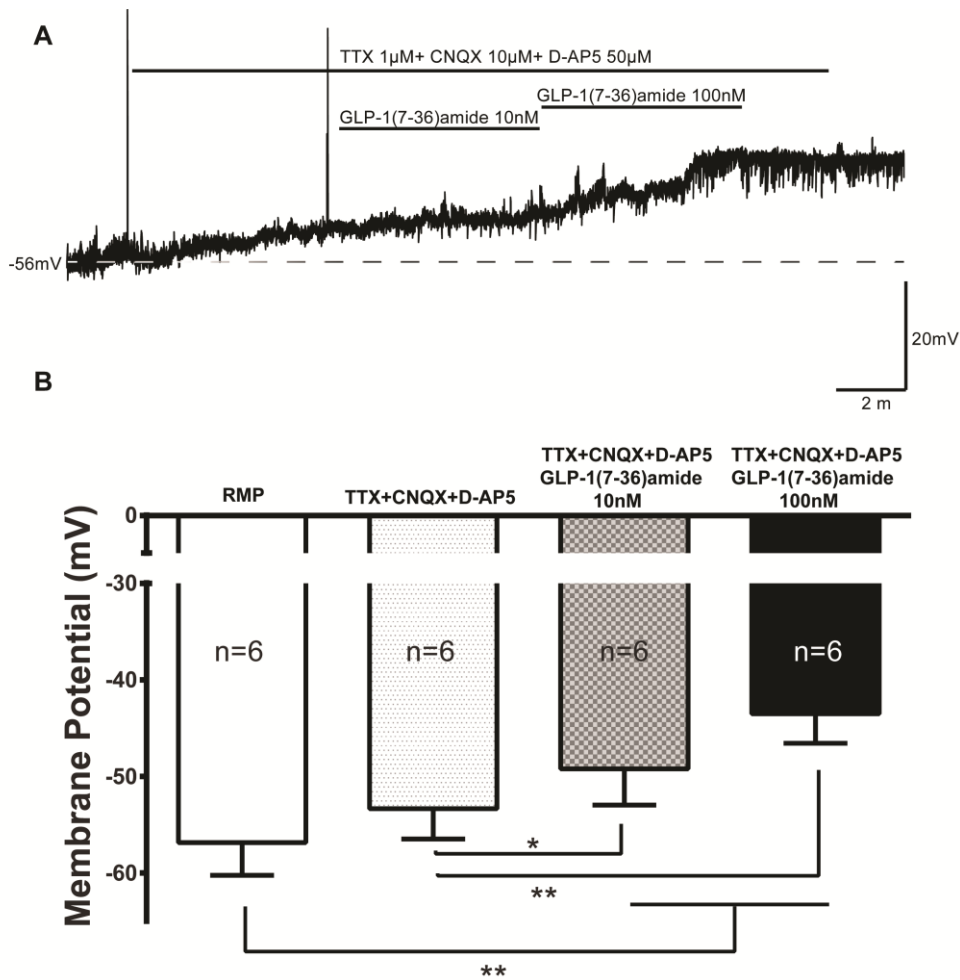 A
TTX 1µM+ CNQX 10µM+ D-AP5 50µM
GLP-1(7-36)amide 100nM
GLP-1(7-36)amide 10nM
-56mV
20mV
2 m
B
TTX+CNQX+D-AP5
GLP-1(7-36)amide
10nM
TTX+CNQX+D-AP5
GLP-1(7-36)amide
100nM
RMP
TTX+CNQX+D-AP5
Membrane Potential (mV)
0
-30
-40
-50
-60
n=6
n=6
n=6
n=6
*
**
**